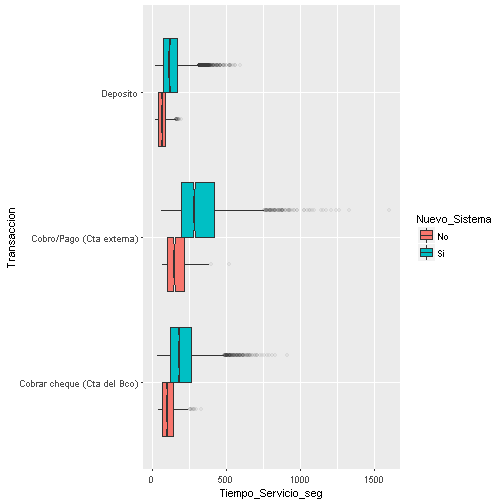 Transaccion
Deposito
Cobro/Pago (Cta externa)
Cobrar cheque (Cta del Bco)
0
500
1000
1500
Tiempo_Servicio_seg
Nuevo_Sistema
No
Si